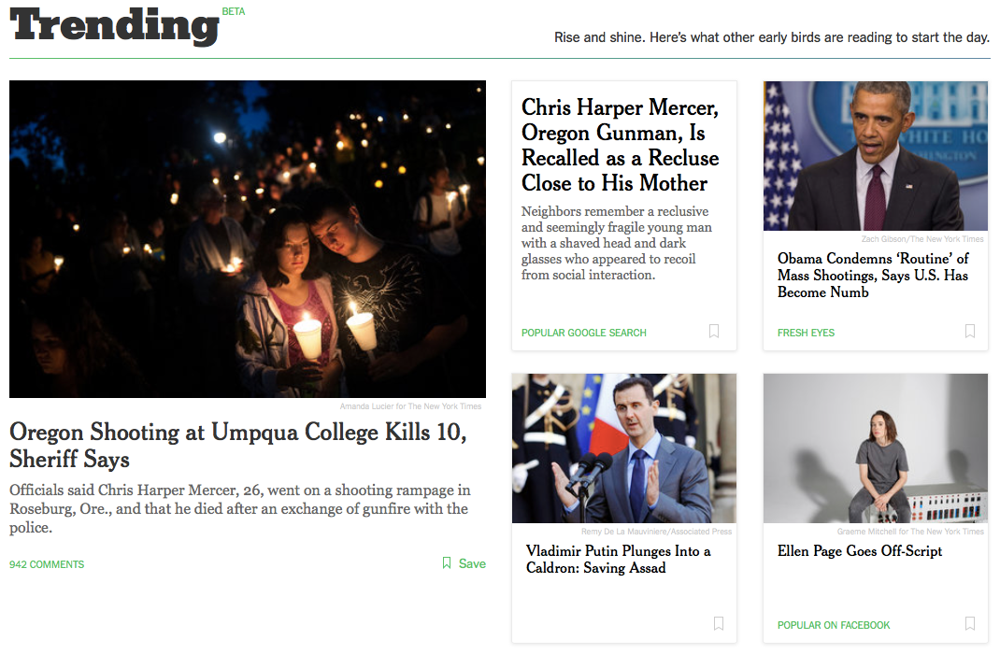 Trending
BETA
Rise and shine. Here's what other early birds are reading to start the day.
Amanda Lucier for The New York Times
Oregon Shooting at Umpqua College Kills 10,
Sheriff Says
Officials said Chris Harper Mercer, 26, went on a shooting rampage in
Roseburg, Ore., and that he died after an exchange of gunfire with the
police.
942 COMMENTS
Save
Chris Harper Mercer,
Oregon Gunman, Is
Recalled as a Recluse
Close to His Mother
Neighbors remember a reclusive
and seemingly fragile young man
with a shaved head and dark
glasses who appeared to recoil
from social interaction.
POPULAR GOOGLE SEARCH
WHITE HO
WASHINGTON
Zach Gibson/The New York Times
Obama Condemns ‘Routine’ of
Mass Shootings, Says U.S. Has
Become Numb
FRESH EYES
Remy De La Mauviniere/Associated Press
Vladimir Putin Plunges Into a
Caldron: Saving Assad
Graeme Mitchell for The New York Times
Ellen Page Goes Off-Script
POPULAR ON FACEBOOK